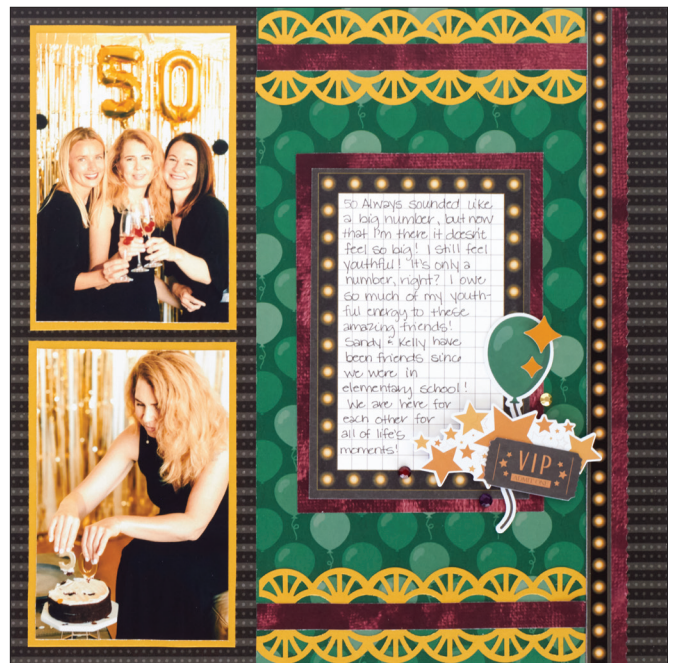 50
50 Always sounded like
a big number, but now
that I'm there it doesn't
feel so big! I still feel
youthful! It's only a
number, right? I owe
so much of my youth-
ful energy to these
amazing friends!
Sandy & Kelly have
been friends since
we were in
elementary school!
We are here for
each other for
all of life's
moments!
VIP